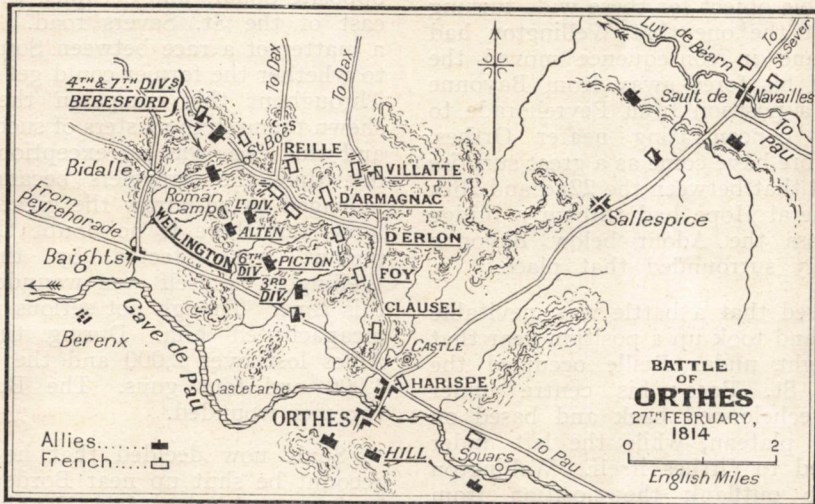 4TH & 7TH DIVS
BERESFORD
To Dax
To Dax
Luy de Béarn
To St. Sever
Sault de Navailles
To Pau
St. Boës
REILLE
VILLATTE
Bidalle
Roman Camp
LT. DIV.
ALTEN
D'ARMAGNAC
Sallespice
From Peyrehorade
WELLINGTON
6TH DIV
PICTON
D'ERLON
Baights
3RD DIV.
FOY
CLAUSEL
Gave de Pau
Berenx
CASTLE
Castetarbe
HARISPE
ORTHES
HILL
Souars
To Pau
Allies
French
BATTLE
OF
ORTHES
27TH FEBRUARY,
1814
0 2
English Miles